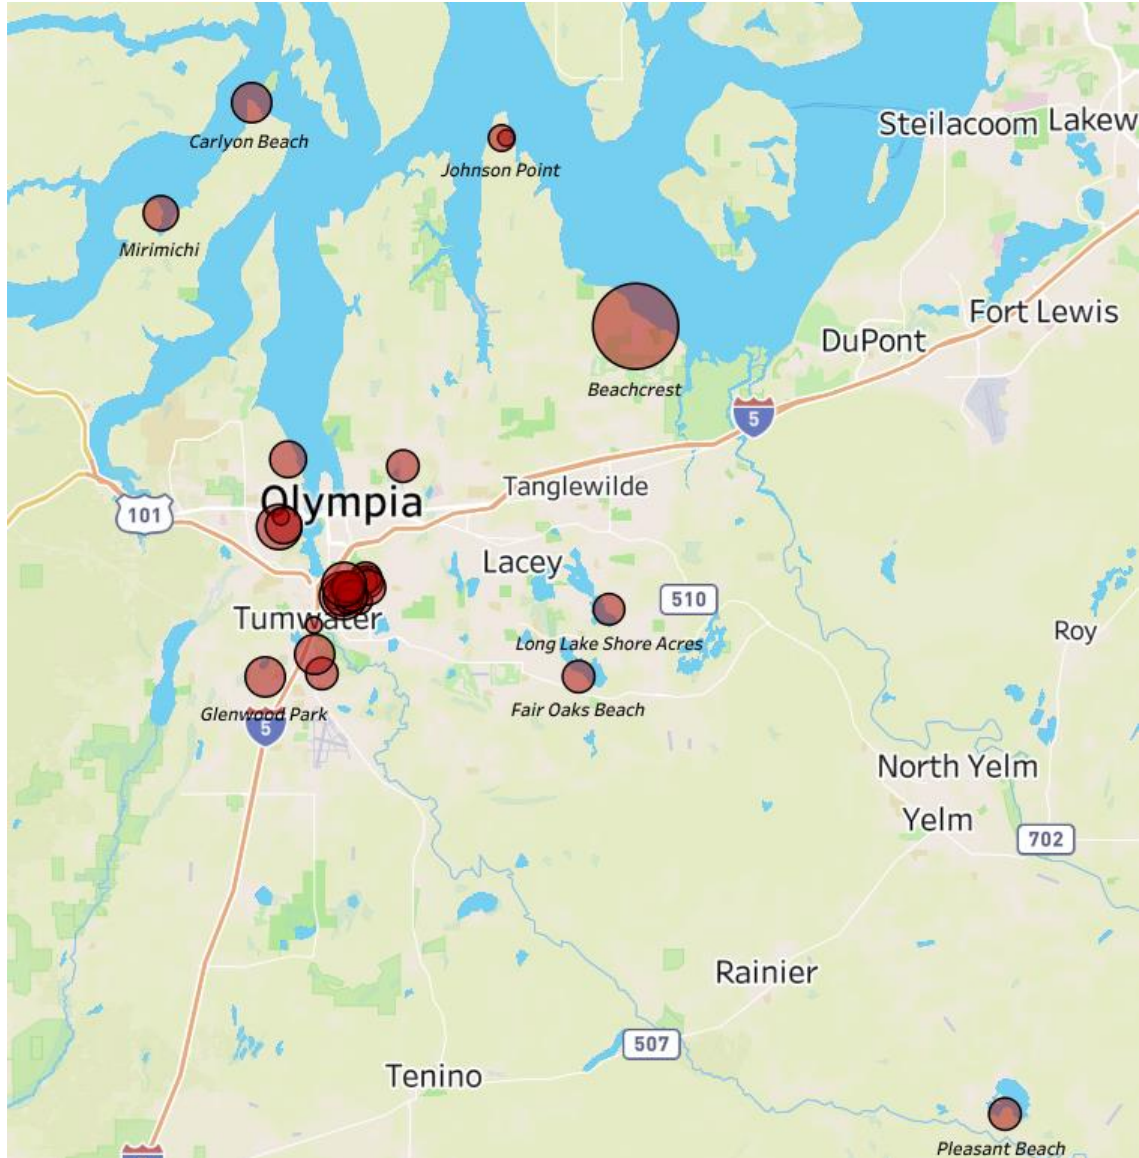 Steilacoom
Lakew
Carlyon Beach
Johnson Point
Mirimichi
Fort Lewis
DuPont
Beachcrest
5
Tanglewilde
Olympia
101
Lacey
510
Tumwater
Roy
Long Lake Shore Acres
Fair Oaks Beach
Glenwood Park
5
North Yelm
Yelm
702
Rainier
507
Tenino
Pleasant Beach